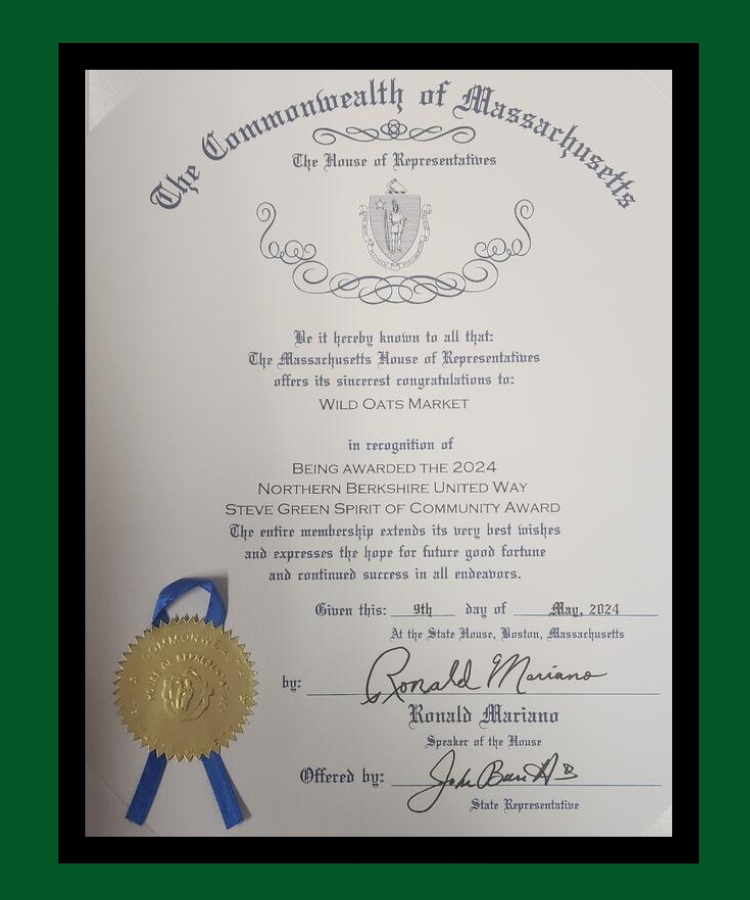 The Commonwealth of Massachusetts
The House of Representatives
Be it hereby known to all that:
The Massachusetts House of Representatives
offers its sincerest congratulations to:
WILD OATS MARKET
in recognition of
BEING AWARDED THE 2024
NORTHERN BERKSHIRE UNITED WAY
STEVE GREEN SPIRIT OF COMMUNITY AWARD
The entire membership extends its very best wishes
and expresses the hope for future good fortune
and continued success in all endeavors.
Given this: 9th day of May, 2024
At the State House, Boston, Massachusetts
by: Ronald Mariano
Ronald Mariano
Speaker of the House
Offered by:
State Representative